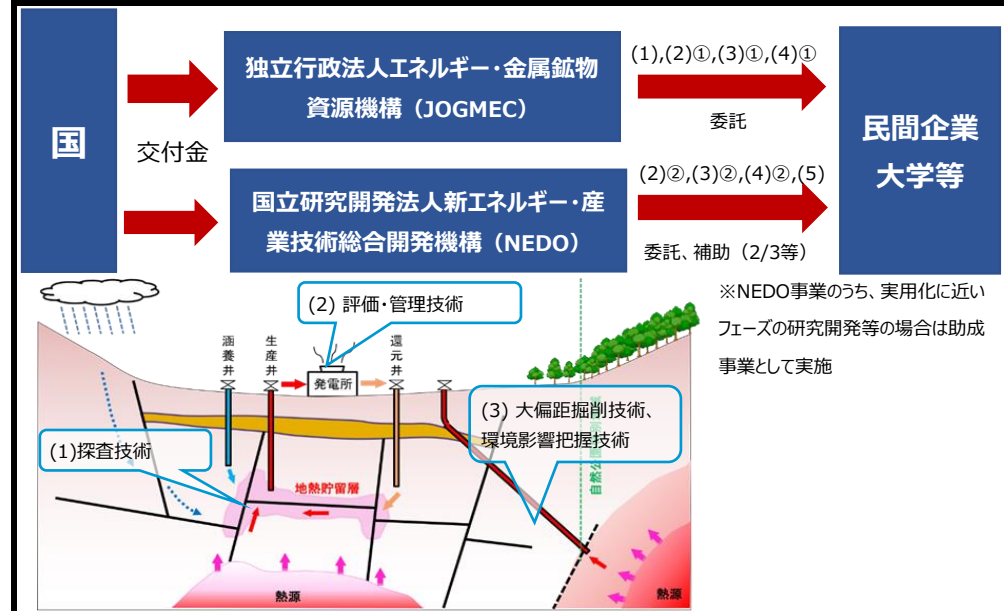 国
交付金
独立行政法人エネルギー・金属鉱物
資源機構（JOGMEC）
国立研究開発法人新エネルギー・産
業技術総合開発機構（NEDO）
(1),(2)①,(3)①,(4)①
委託
(2)②,(3)②,(4)②,(5)
委託、補助（2/3等）
民間企業
大学等
※NEDO事業のうち、実用化に近い
フェーズの研究開発等の場合は助成
事業として実施
(2) 評価・管理技術
涵養井
生産井
発電所
還元井
(3) 大偏距掘削技術、
環境影響把握技術
(1)探査技術
地熱貯留層
自然公園
熱源
熱源